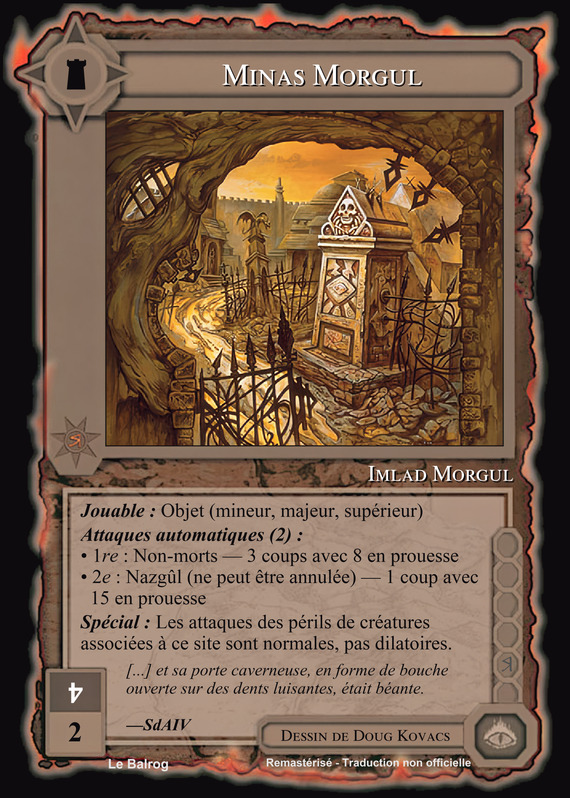 Minas Morgul
Imlad Morgul
Jouable : Objet (mineur, majeur, supérieur)
Attaques automatiques (2) :
• 1re : Non-morts — 3 coups avec 8 en prouesse
• 2e : Nazgûl (ne peut être annulée) — 1 coup avec
15 en prouesse
Spécial : Les attaques des périls de créatures
associées à ce site sont normales, pas dilatoires.
[...] et sa porte caverneuse, en forme de bouche
ouverte sur des dents luisantes, était béante.
—SdAIV
4
2
Dessin de Doug Kovacs
Le Balrog
Remastérisé - Traduction non officielle